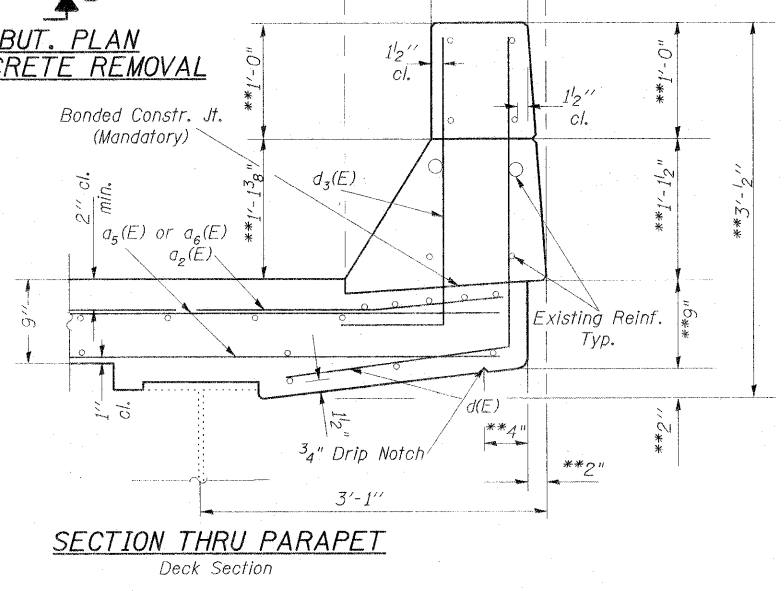 BUT. PLAN
CRETE REMOVAL
Bonded Constr. Jt.
(Mandatory)
1½" cl.
**1'-0"
**1'-0"
1½" cl.
d₃(E)
**1'-1⅜"
2" cl. min.
a₅(E) or a₆(E)
a₂(E)
**1'-1½"
**3'-½"
9"
Existing Reinf.
Typ.
**9"
1" cl.
1½"
d(E)
¾" Drip Notch
**4"
**2"
**2"
3'-1"
SECTION THRU PARAPET
Deck Section